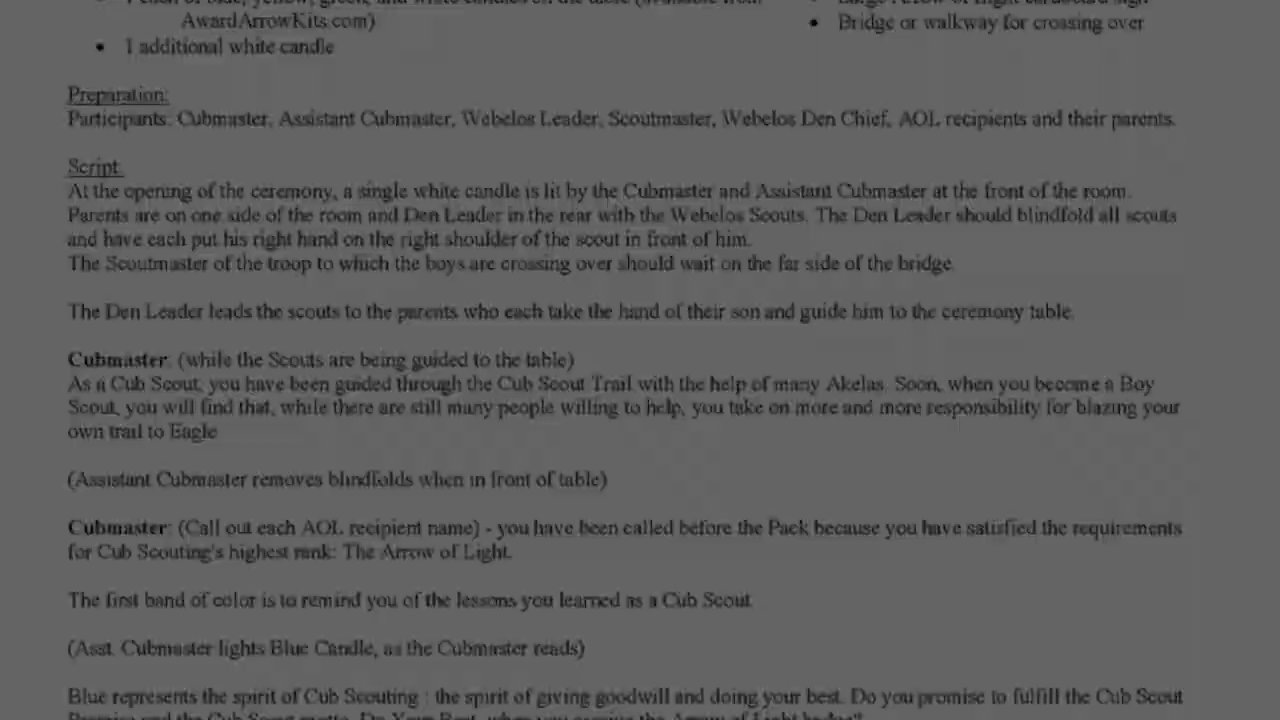 AwardArrowKits.com)
• Bridge or walkway for crossing over
• 1 additional white candle
Preparation:
Participants: Cubmaster, Assistant Cubmaster, Webelos Leader, Scoutmaster, Webelos Den Chief, AOL recipients and their parents.
Script:
At the opening of the ceremony, a single white candle is lit by the Cubmaster and Assistant Cubmaster at the front of the room.
Parents are on one side of the room and Den Leader in the rear with the Webelos Scouts. The Den Leader should blindfold all scouts
and have each put his right hand on the right shoulder of the scout in front of him.
The Scoutmaster of the troop to which the boys are crossing over should wait on the far side of the bridge.
The Den Leader leads the scouts to the parents who each take the hand of their son and guide him to the ceremony table.
Cubmaster: (while the Scouts are being guided to the table)
As a Cub Scout, you have been guided through the Cub Scout Trail with the help of many Akelas. Soon, when you become a Boy
Scout, you will find that, while there are still many people willing to help, you take on more and more responsibility for blazing your
own trail to Eagle
(Assistant Cubmaster removes blindfolds when in front of table)
Cubmaster: (Call out each AOL recipient name) - you have been called before the Pack because you have satisfied the requirements
for Cub Scouting's highest rank: The Arrow of Light.
The first band of color is to remind you of the lessons you learned as a Cub Scout.
(Asst. Cubmaster lights Blue Candle, as the Cubmaster reads)
Blue represents the spirit of Cub Scouting : the spirit of giving goodwill and doing your best. Do you promise to fulfill the Cub Scout